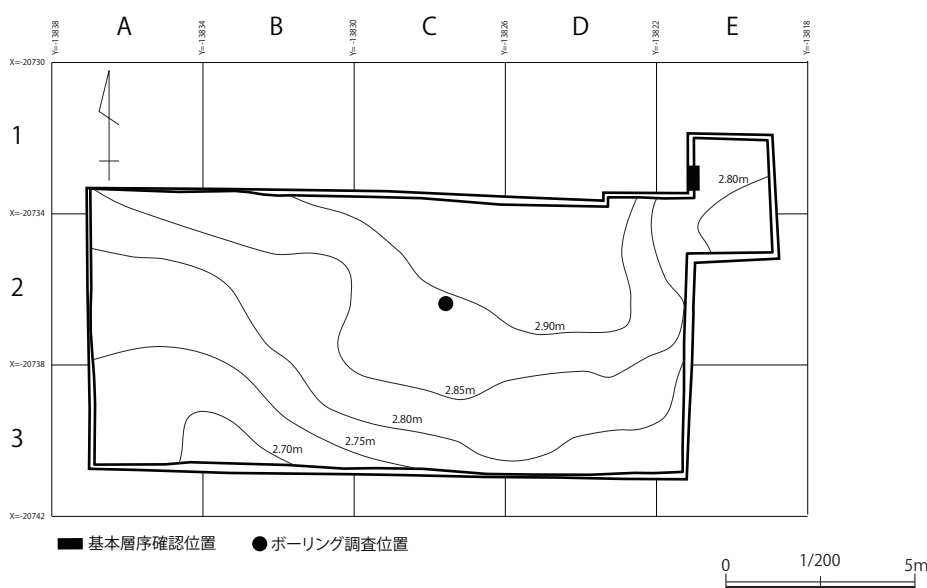 A B C D E
Y=-13838 Y=-13834 Y=-13830 Y=-13826 Y=-13822 Y=-13818
X=-20730
1
2.80m
X=-20734
2
2.90m
X=-20738
2.85m
2.80m
3
2.75m
2.70m
X=-20742
基本層序確認位置 ボーリング調査位置
0 1/200 5m